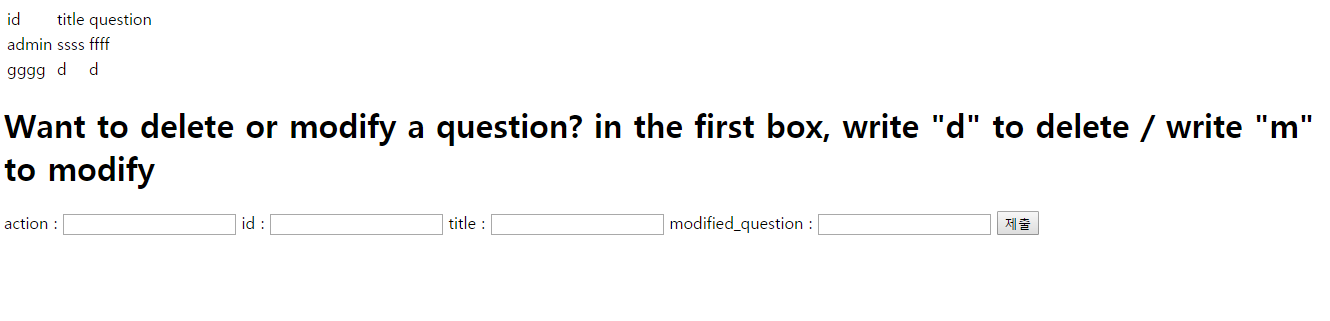 id title question
admin ssss ffff
gggg d d
Want to delete or modify a question? in the first box, write "d" to delete / write "m"
to modify
action : id : title : modified_question : 제출